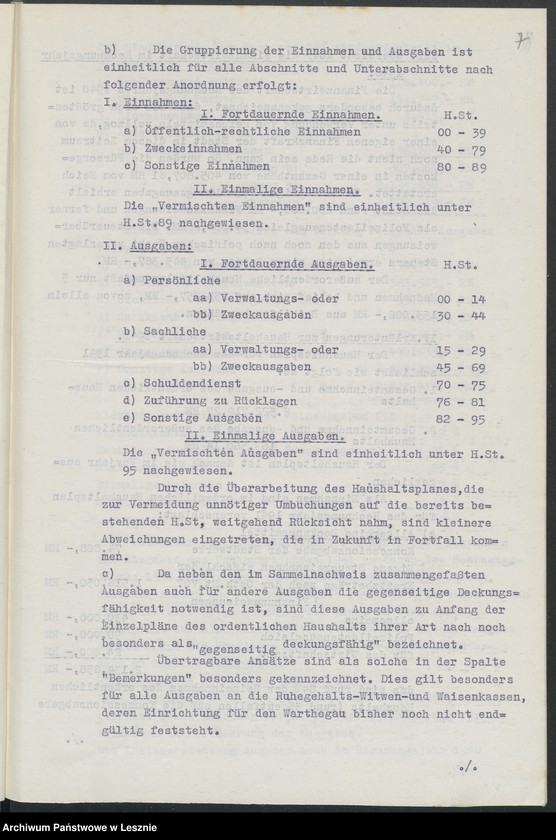 7
b) Die Gruppierung der Einnahmen und Ausgaben ist
einheitlich für alle Abschnitte und Unterabschnitte nach
folgender Anordnung erfolgt:
I. Einnahmen:
I. Fortdauernde Einnahmen. H.St.
a) Öffentlich-rechtliche Einnahmen 00 - 39
b) Zweckeinnahmen 40 - 79
c) Sonstige Einnahmen 80 - 89
II. Einmalige Einnahmen.
Die „Vermischten Einnahmen" sind einheitlich unter
H.St.89 nachgewiesen.
II. Ausgaben:
I. Fortdauernde Ausgaben. H.St.
a) Persönliche
aa) Verwaltungs- oder 00 - 14
bb) Zweckausgaben 30 - 44
b) Sachliche
aa) Verwaltungs- oder 15 - 29
bb) Zweckausgaben 45 - 69
c) Schuldendienst 70 - 75
d) Zuführung zu Rücklagen 76 - 81
e) Sonstige Ausgaben 82 - 95
II. Einmalige Ausgaben.
Die „Vermischten Ausgaben" sind einheitlich unter H.St.
95 nachgewiesen.
Durch die Überarbeitung des Haushaltsplanes,die
zur Vermeidung unnötiger Umbuchungen auf die bereits be=
stehenden H.St, weitgehend Rücksicht nahm, sind kleinere
Abweichungen eingetreten, die in Zukunft in Fortfall kom=
men.
c) Da neben den im Sammelnachweis zusammengefaßten
Ausgaben auch für andere Ausgaben die gegenseitige Deckungs=
fähigkeit notwendig ist, sind diese Ausgaben zu Anfang der
Einzelpläne des ordentlichen Haushalts ihrer Art nach noch
besonders als „gegenseitig deckungsfähig" bezeichnet.
Übertragbare Ansätze sind als solche in der Spalte
"Bemerkungen" besonders gekennzeichnet. Dies gilt besonders
für alle Ausgaben an die Ruhegehalts-Witwen-und Waisenkassen,
deren Einrichtung für den Warthegau bisher noch nicht end=
gültig feststeht.
o/o
Archiwum Państwowe w Lesznie